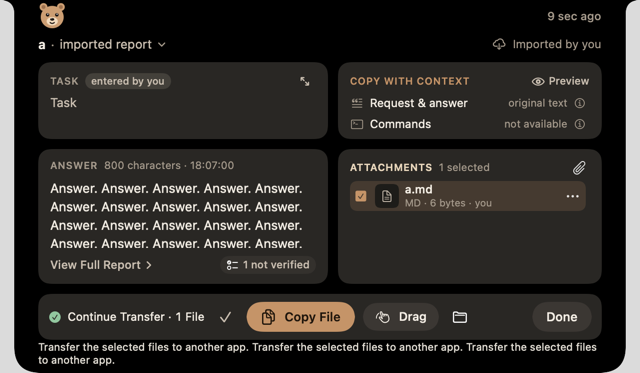 9 sec ago
a · imported report
Imported by you
TASK entered by you
Task
COPY WITH CONTEXT Preview
Request & answer original text
Commands not available
ANSWER 800 characters · 18:07:00
Answer. Answer. Answer. Answer. Answer.
Answer. Answer. Answer. Answer. Answer.
Answer. Answer. Answer. Answer. Answer.
Answer. Answer. Answer. Answer. Answer.
View Full Report 1 not verified
ATTACHMENTS 1 selected
a.md
MD · 6 bytes · you
Continue Transfer · 1 File Copy File Drag Done
Transfer the selected files to another app. Transfer the selected files to another app. Transfer the selected files
to another app.